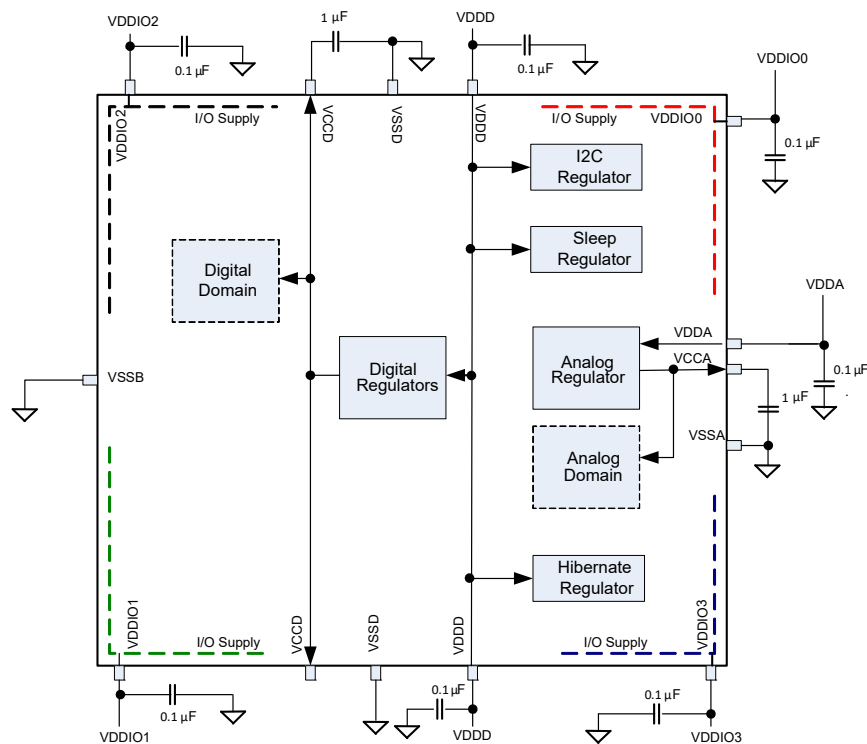 VDDIO2
1 µF
VDDD
VDDIO0
0.1 µF
0.1 µF
0.1 µF
I/O Supply
VDDIO2
VCCD
VSSD
VDDD
I/O Supply
VDDIO0
I2C
Regulator
Sleep
Regulator
Digital
Domain
VDDA
VDDA
VCCA
Digital
Regulators
Analog
Regulator
0.1 µF
1 µF
VSSB
VSSA
Analog
Domain
Hibernate
Regulator
VDDIO1
I/O Supply
VCCD
VSSD
VDDD
I/O Supply
VDDIO3
0.1 µF
0.1 µF
0.1 µF
VDDIO1
VDDD
VDDIO3